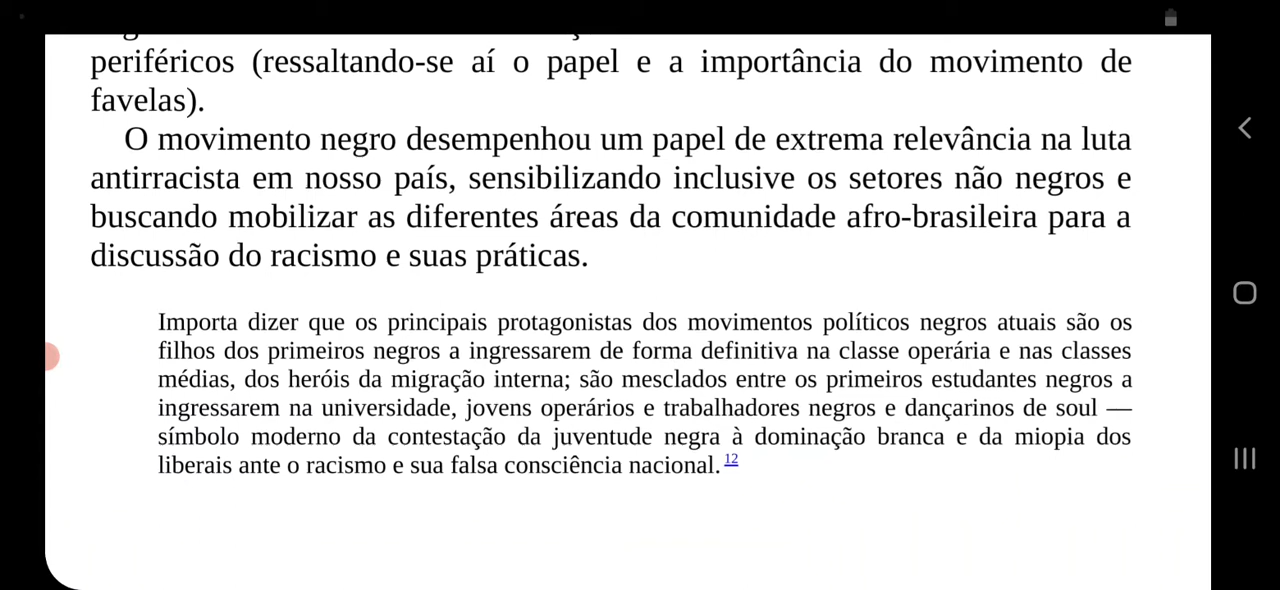 periféricos (ressaltando-se aí o papel e a importância do movimento de
favelas).
O movimento negro desempenhou um papel de extrema relevância na luta
antirracista em nosso país, sensibilizando inclusive os setores não negros e
buscando mobilizar as diferentes áreas da comunidade afro-brasileira para a
discussão do racismo e suas práticas.
Importa dizer que os principais protagonistas dos movimentos políticos negros atuais são os
filhos dos primeiros negros a ingressarem de forma definitiva na classe operária e nas classes
médias, dos heróis da migração interna; são mesclados entre os primeiros estudantes negros a
ingressarem na universidade, jovens operários e trabalhadores negros e dançarinos de soul —
símbolo moderno da contestação da juventude negra à dominação branca e da miopia dos
liberais ante o racismo e sua falsa consciência nacional. 12